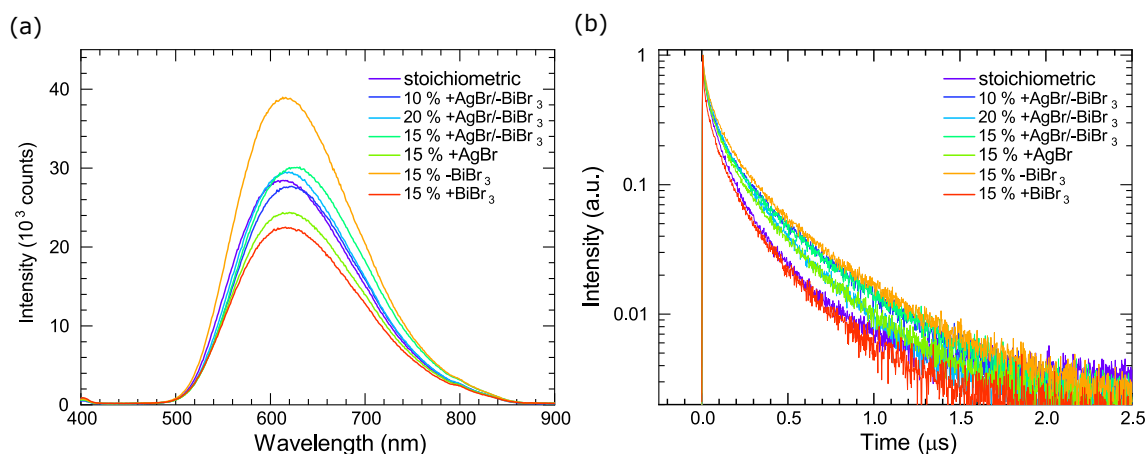 (a)
(b)
40
30
20
10
0
Intensity (10³ counts)
400
500
600
700
800
900
Wavelength (nm)
stoichiometric
10 % +AgBr/-BiBr₃
20 % +AgBr/-BiBr₃
15 % +AgBr/-BiBr₃
15 % +AgBr
15 % -BiBr₃
15 % +BiBr₃
1
0.1
0.01
Intensity (a.u.)
0.0
0.5
1.0
1.5
2.0
2.5
Time (μs)
stoichiometric
10 % +AgBr/-BiBr₃
20 % +AgBr/-BiBr₃
15 % +AgBr/-BiBr₃
15 % +AgBr
15 % -BiBr₃
15 % +BiBr₃